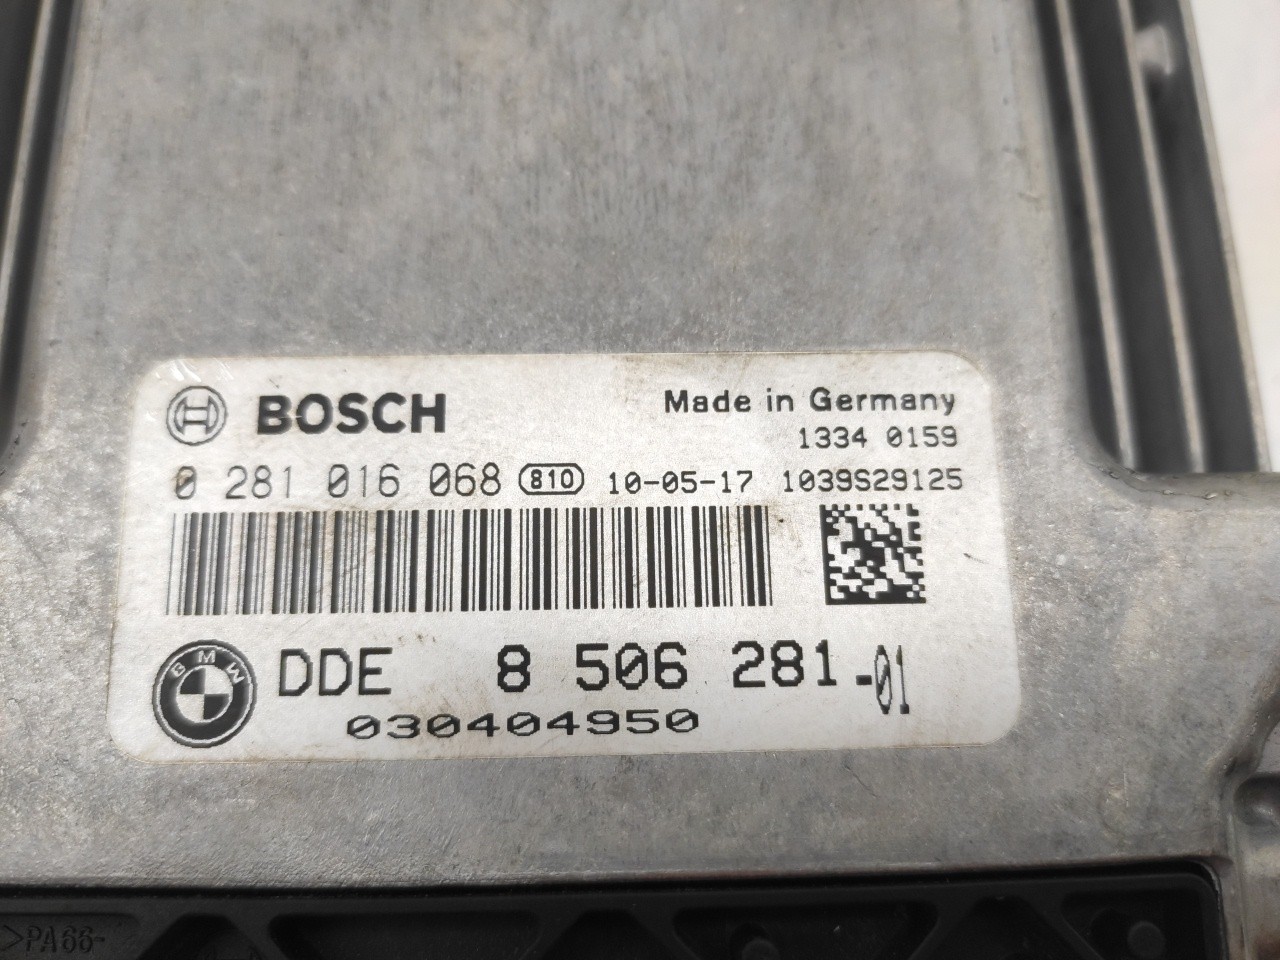 BOSCH
Made in Germany
1334 0159
0 281 016 068 810 10-05-17 1039S29125
BMW
DDE 8 506 281-01
030404950
>PA66-